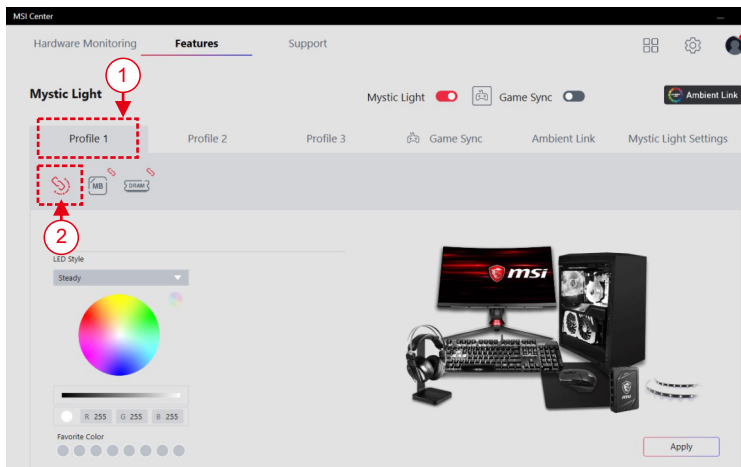 MSI Center
Hardware Monitoring Features Support
1
Mystic Light
Mystic Light Game Sync Ambient Link
Profile 1 Profile 2 Profile 3 Game Sync Ambient Link Mystic Light Settings
MB DRAM
2
LED Style
Steady
msi
R 255 G 255 B 255
Favorite Color
Apply